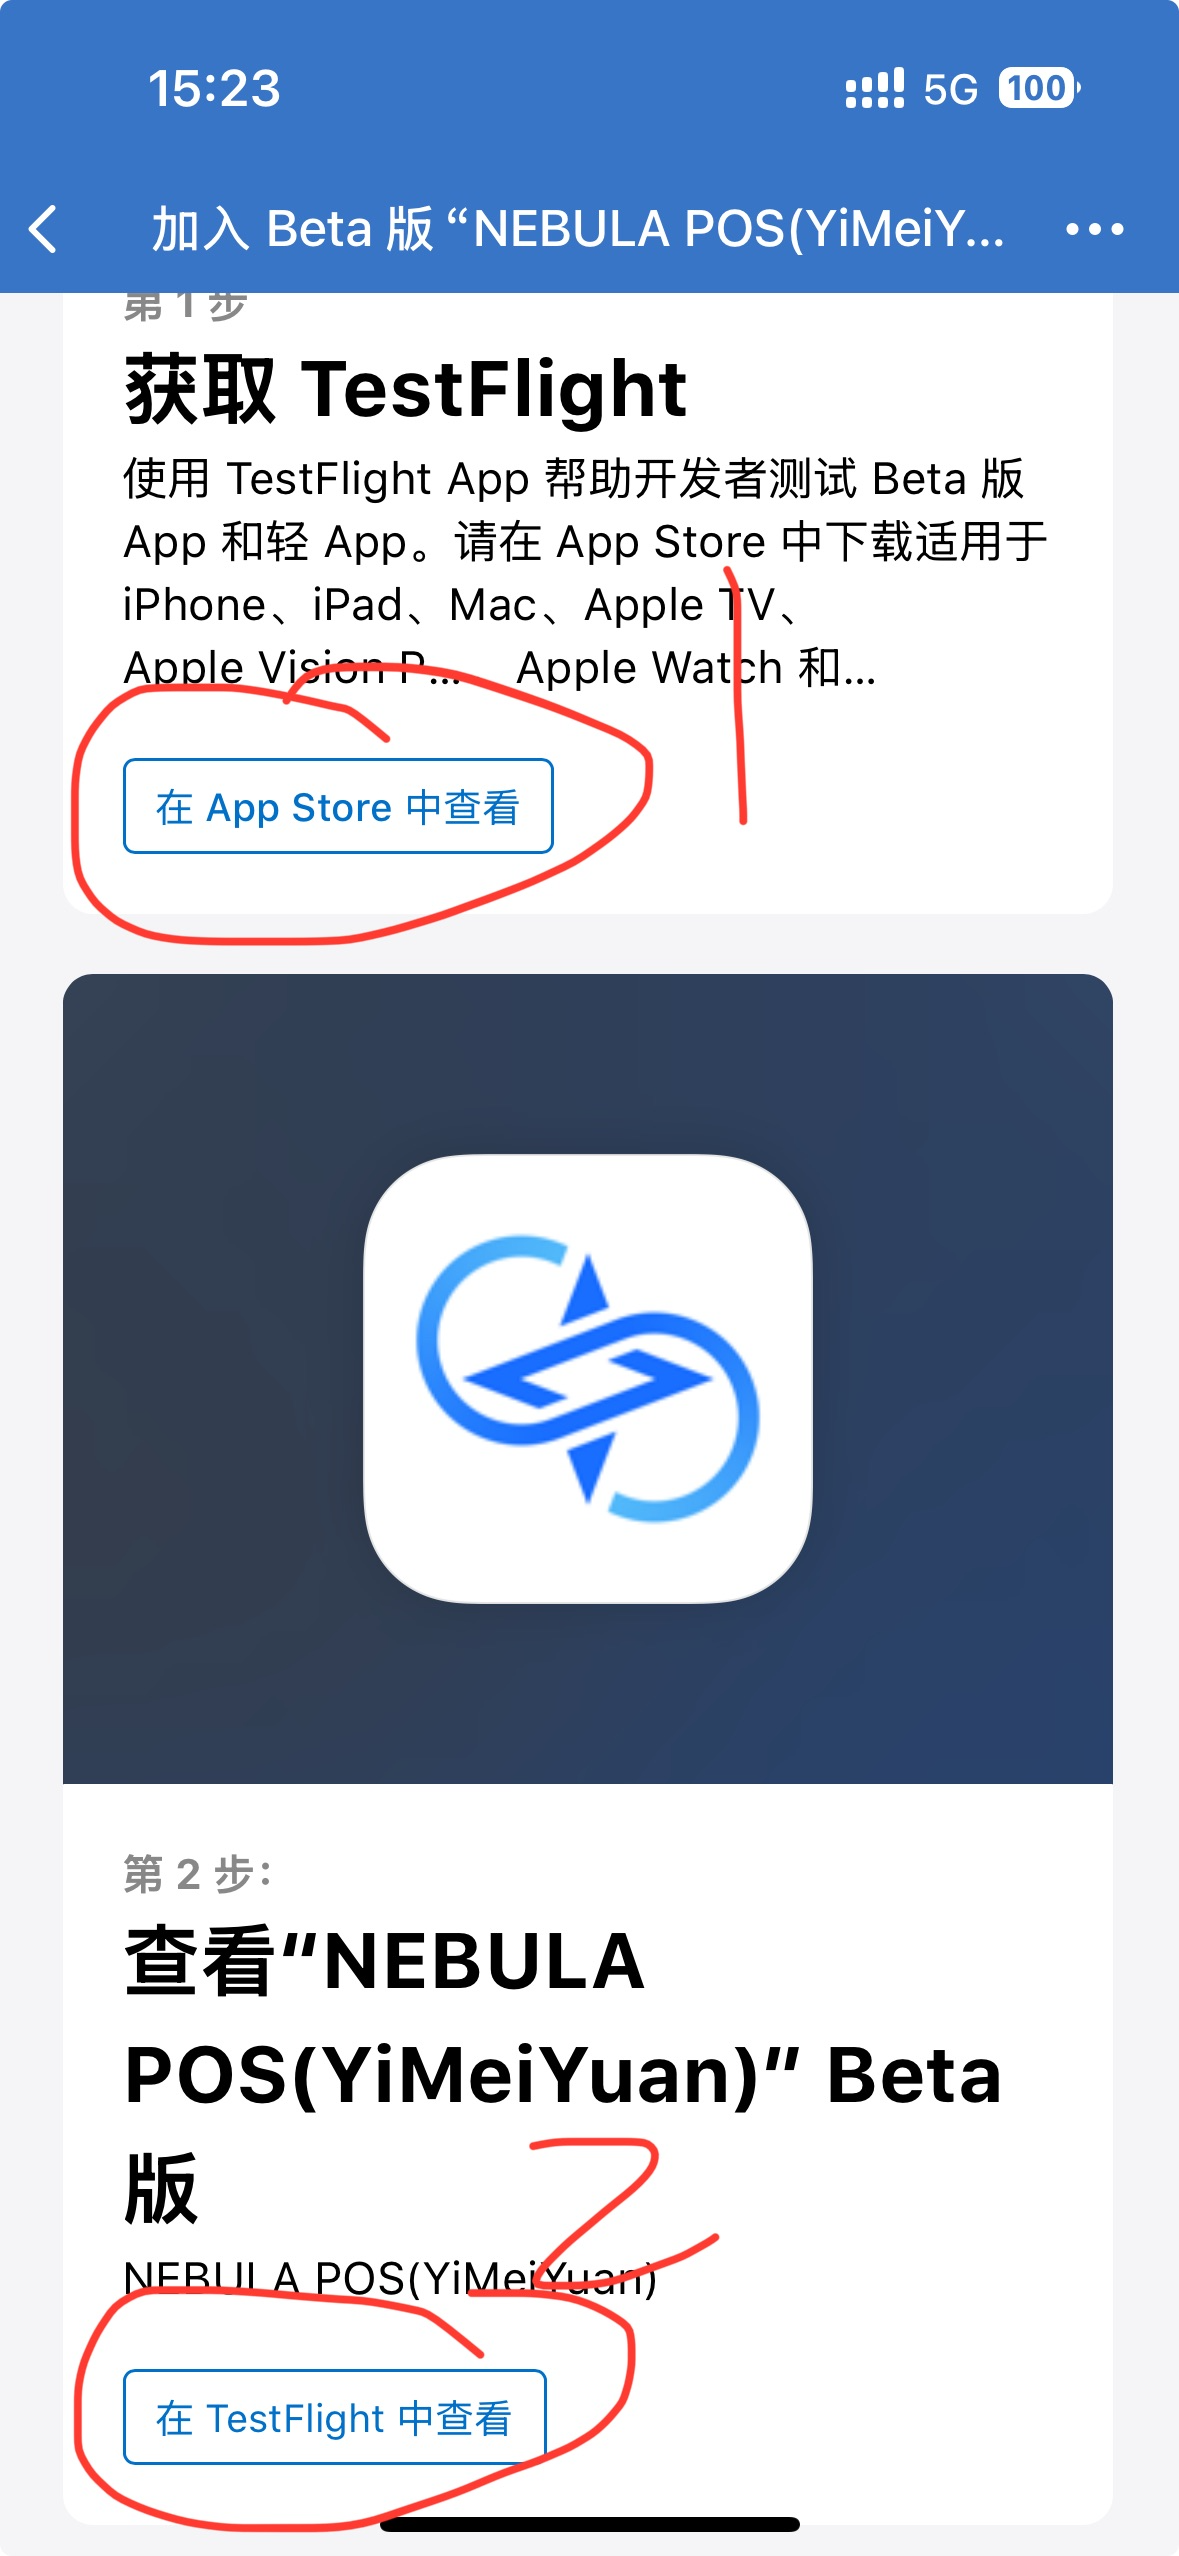 15:23
5G
100
加入 Beta 版 “NEBULA POS(YiMeiY...
第 1 步
获取 TestFlight
使用 TestFlight App 帮助开发者测试 Beta 版
App 和轻 App。请在 App Store 中下载适用于
iPhone、iPad、Mac、Apple TV、
Apple Vision P... Apple Watch 和...
1
在 App Store 中查看
第 2 步：
查看“NEBULA
POS(YiMeiYuan)” Beta
版
2
NEBULA POS(YiMeiYuan)
在 TestFlight 中查看